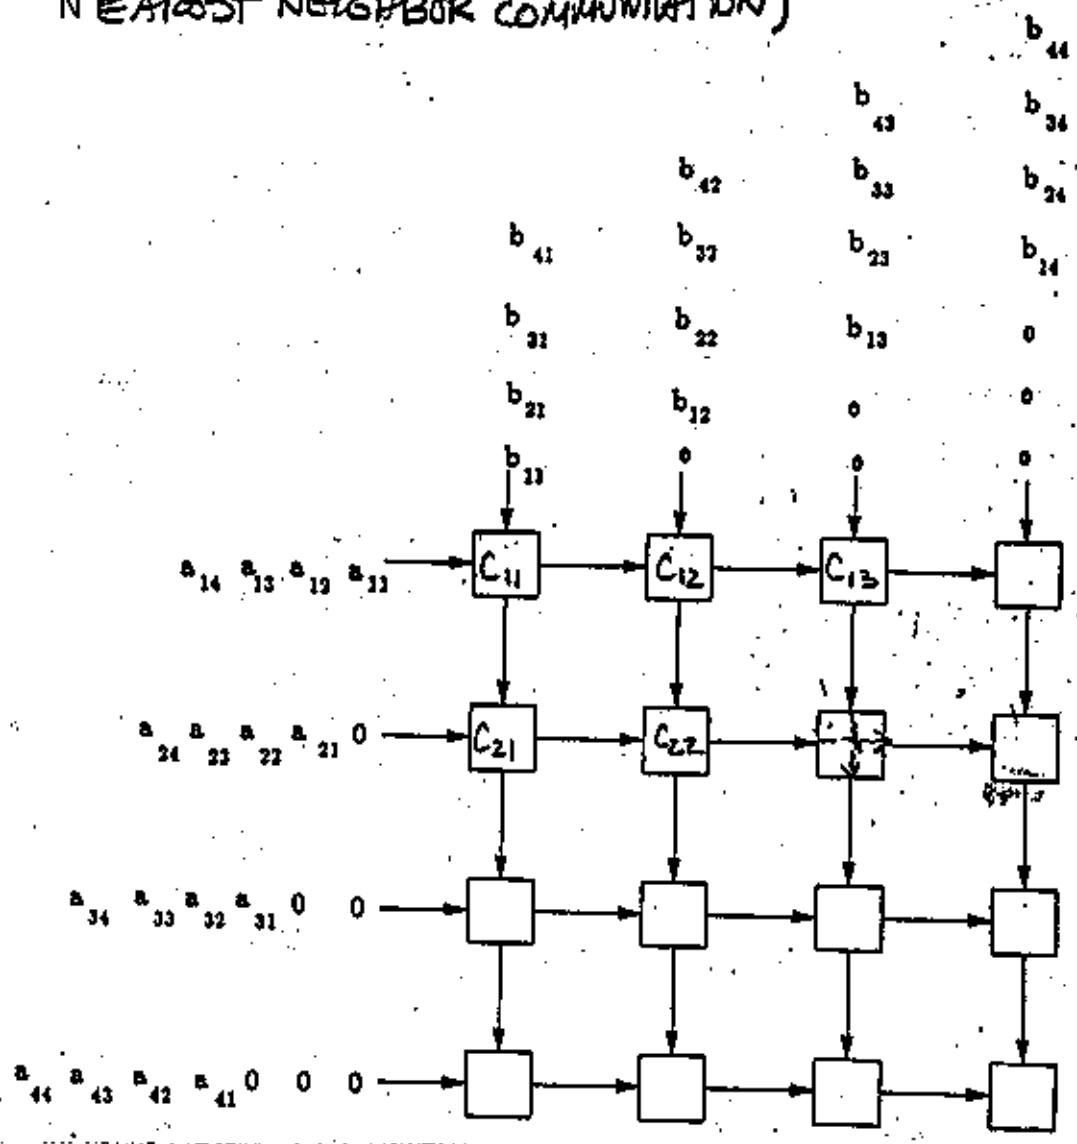 NEAREST NEIGHBOR COMMUNICATION)
b44
b43 b34
b42 b33 b24
b41 b32 b23 b14
b31 b22 b13 0
b21 b12 0 0
b11 0 0 0
a14 a13 a12 a11 C11 C12 C13
a24 a23 a22 a21 0 C21 C22
a34 a33 a32 a31 0 0
a44 a43 a42 a41 0 0 0